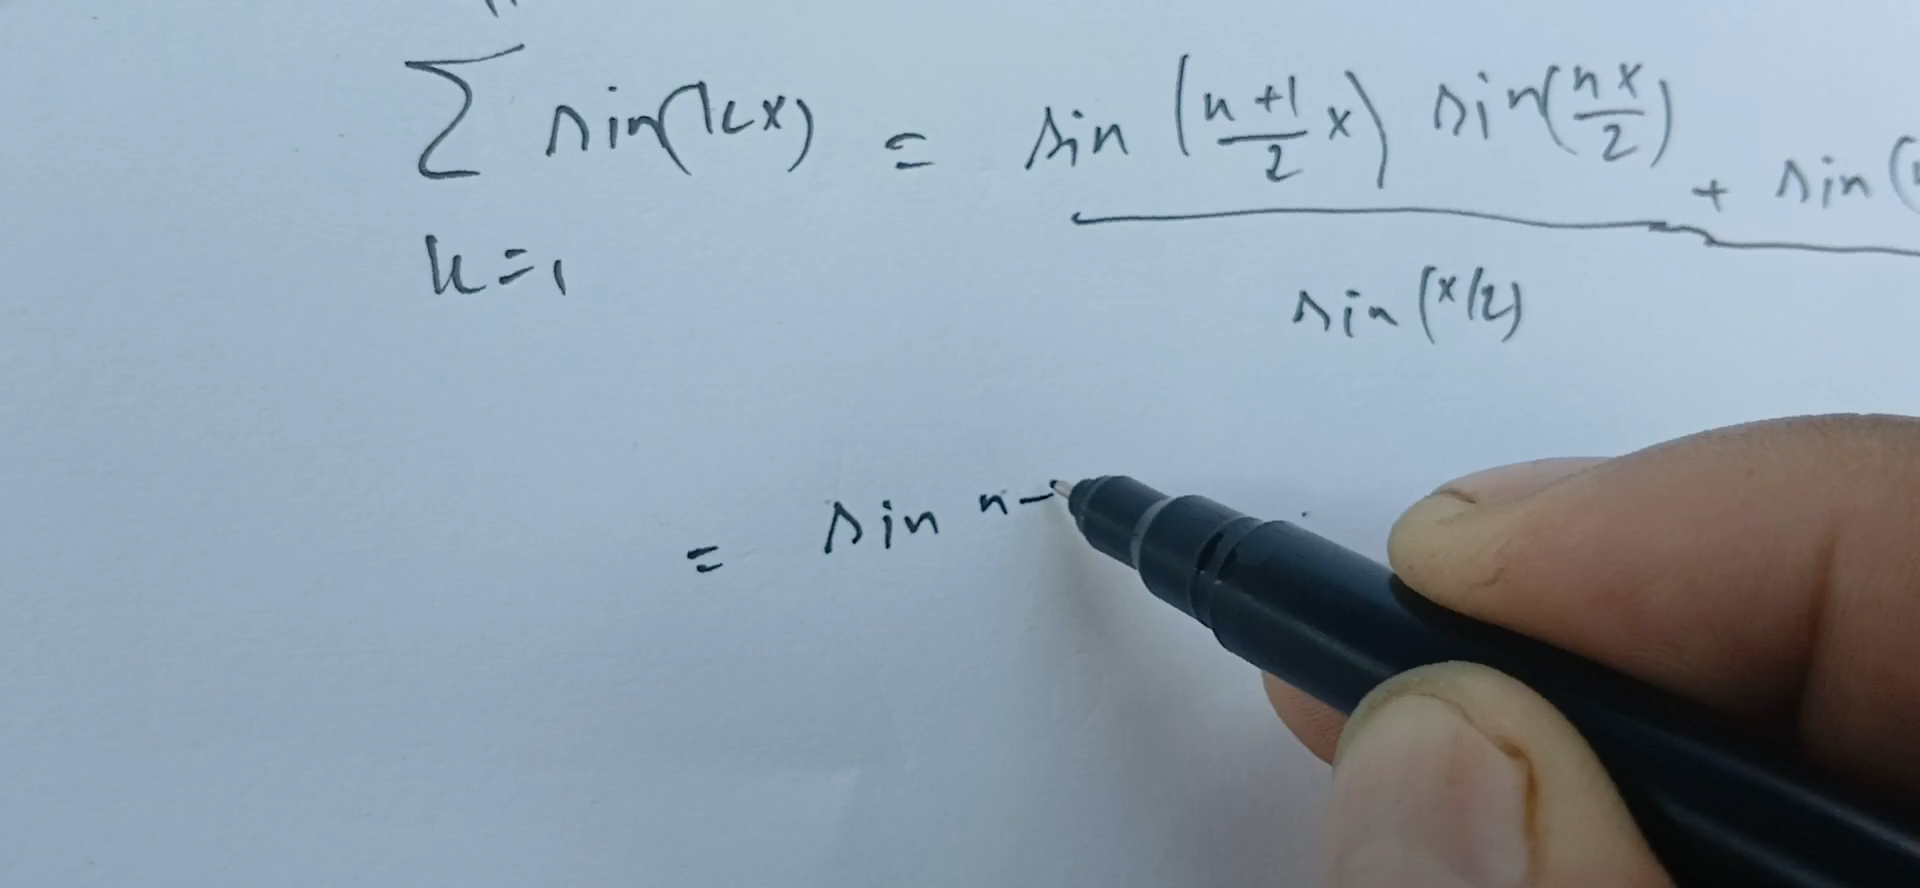 ∑ sin(kx) = sin (n+1/2 x) sin(nx/2) + sin (
k=1
sin (x/2)
= sin n-